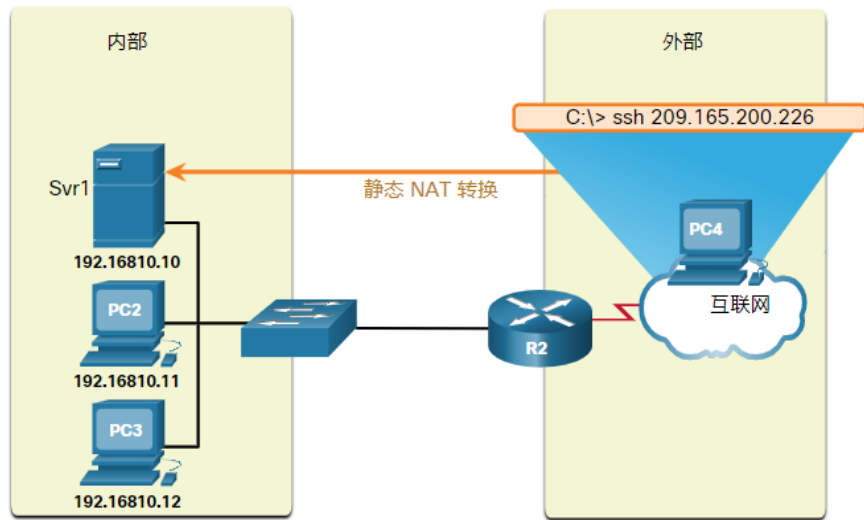 内部
外部
C:\> ssh 209.165.200.226
Svr1
静态 NAT 转换
PC4
192.16810.10
互联网
PC2
R2
192.16810.11
PC3
192.16810.12